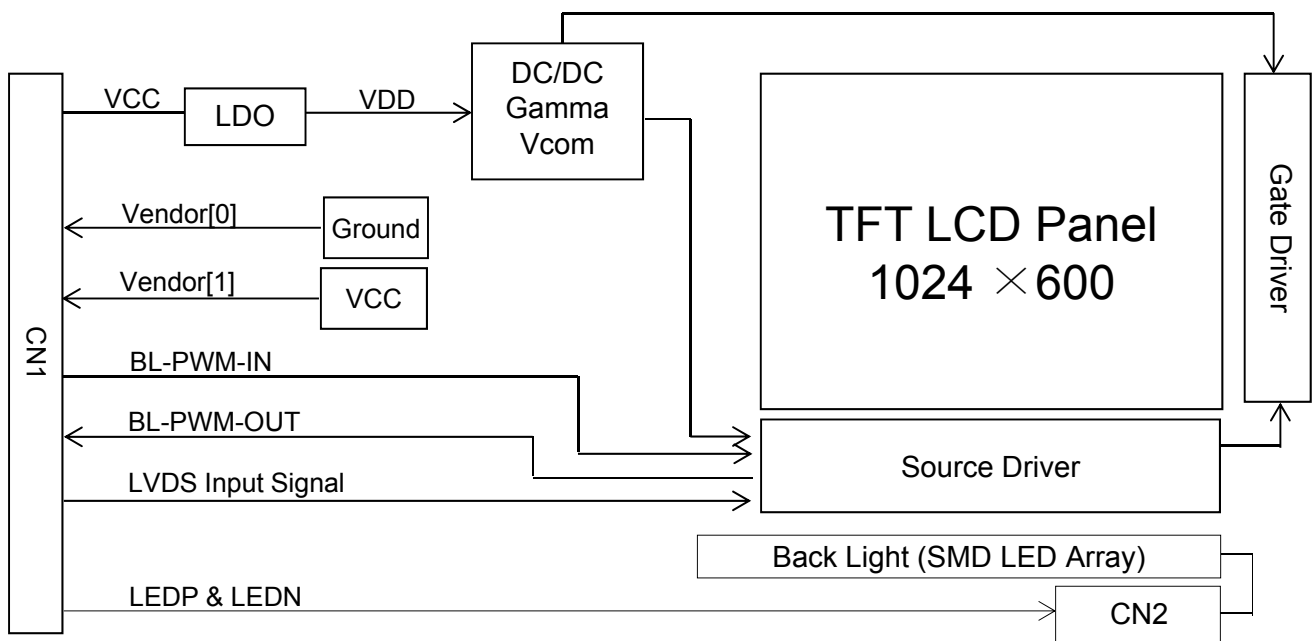 DC/DC
Gamma
Vcom
VCC
LDO
VDD
Vendor[0]
Ground
Vendor[1]
VCC
CN1
BL-PWM-IN
BL-PWM-OUT
LVDS Input Signal
LEDP & LEDN
TFT LCD Panel
1024 ×600
Gate Driver
Source Driver
Back Light (SMD LED Array)
CN2